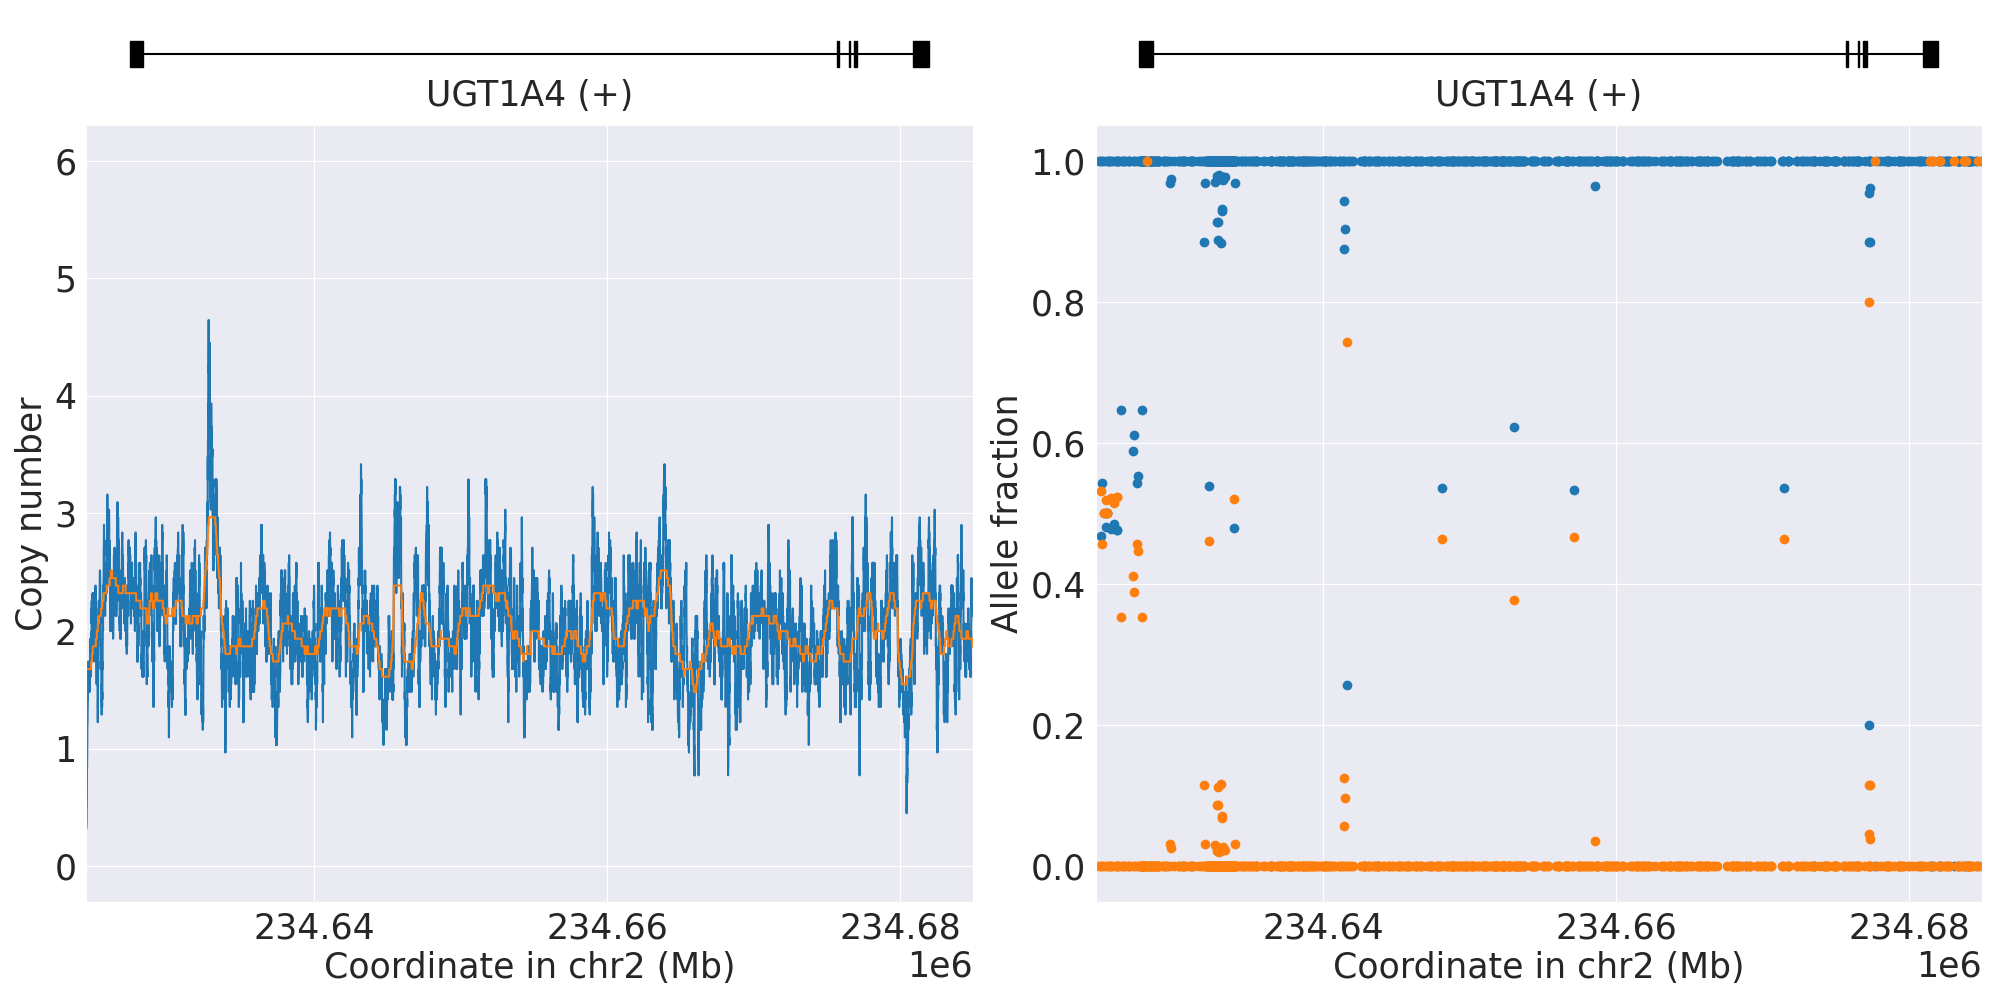 UGT1A4 (+)
Copy number
6
5
4
3
2
1
0
234.64 234.66 234.68
Coordinate in chr2 (Mb)
1e6
UGT1A4 (+)
Allele fraction
1.0
0.8
0.6
0.4
0.2
0.0
234.64 234.66 234.68
Coordinate in chr2 (Mb)
1e6